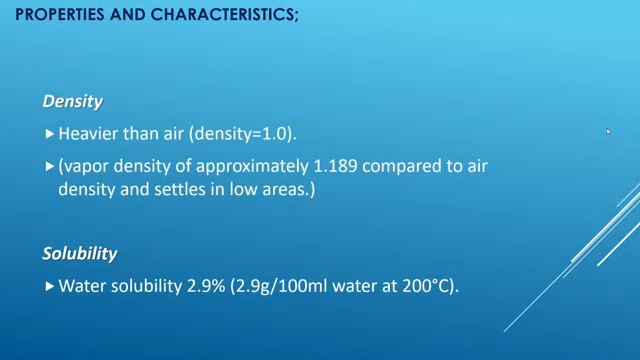 PROPERTIES AND CHARACTERISTICS;
Density
Heavier than air (density=1.0).
(vapor density of approximately 1.189 compared to air
density and settles in low areas.)
Solubility
Water solubility 2.9% (2.9g/100ml water at 200°C).